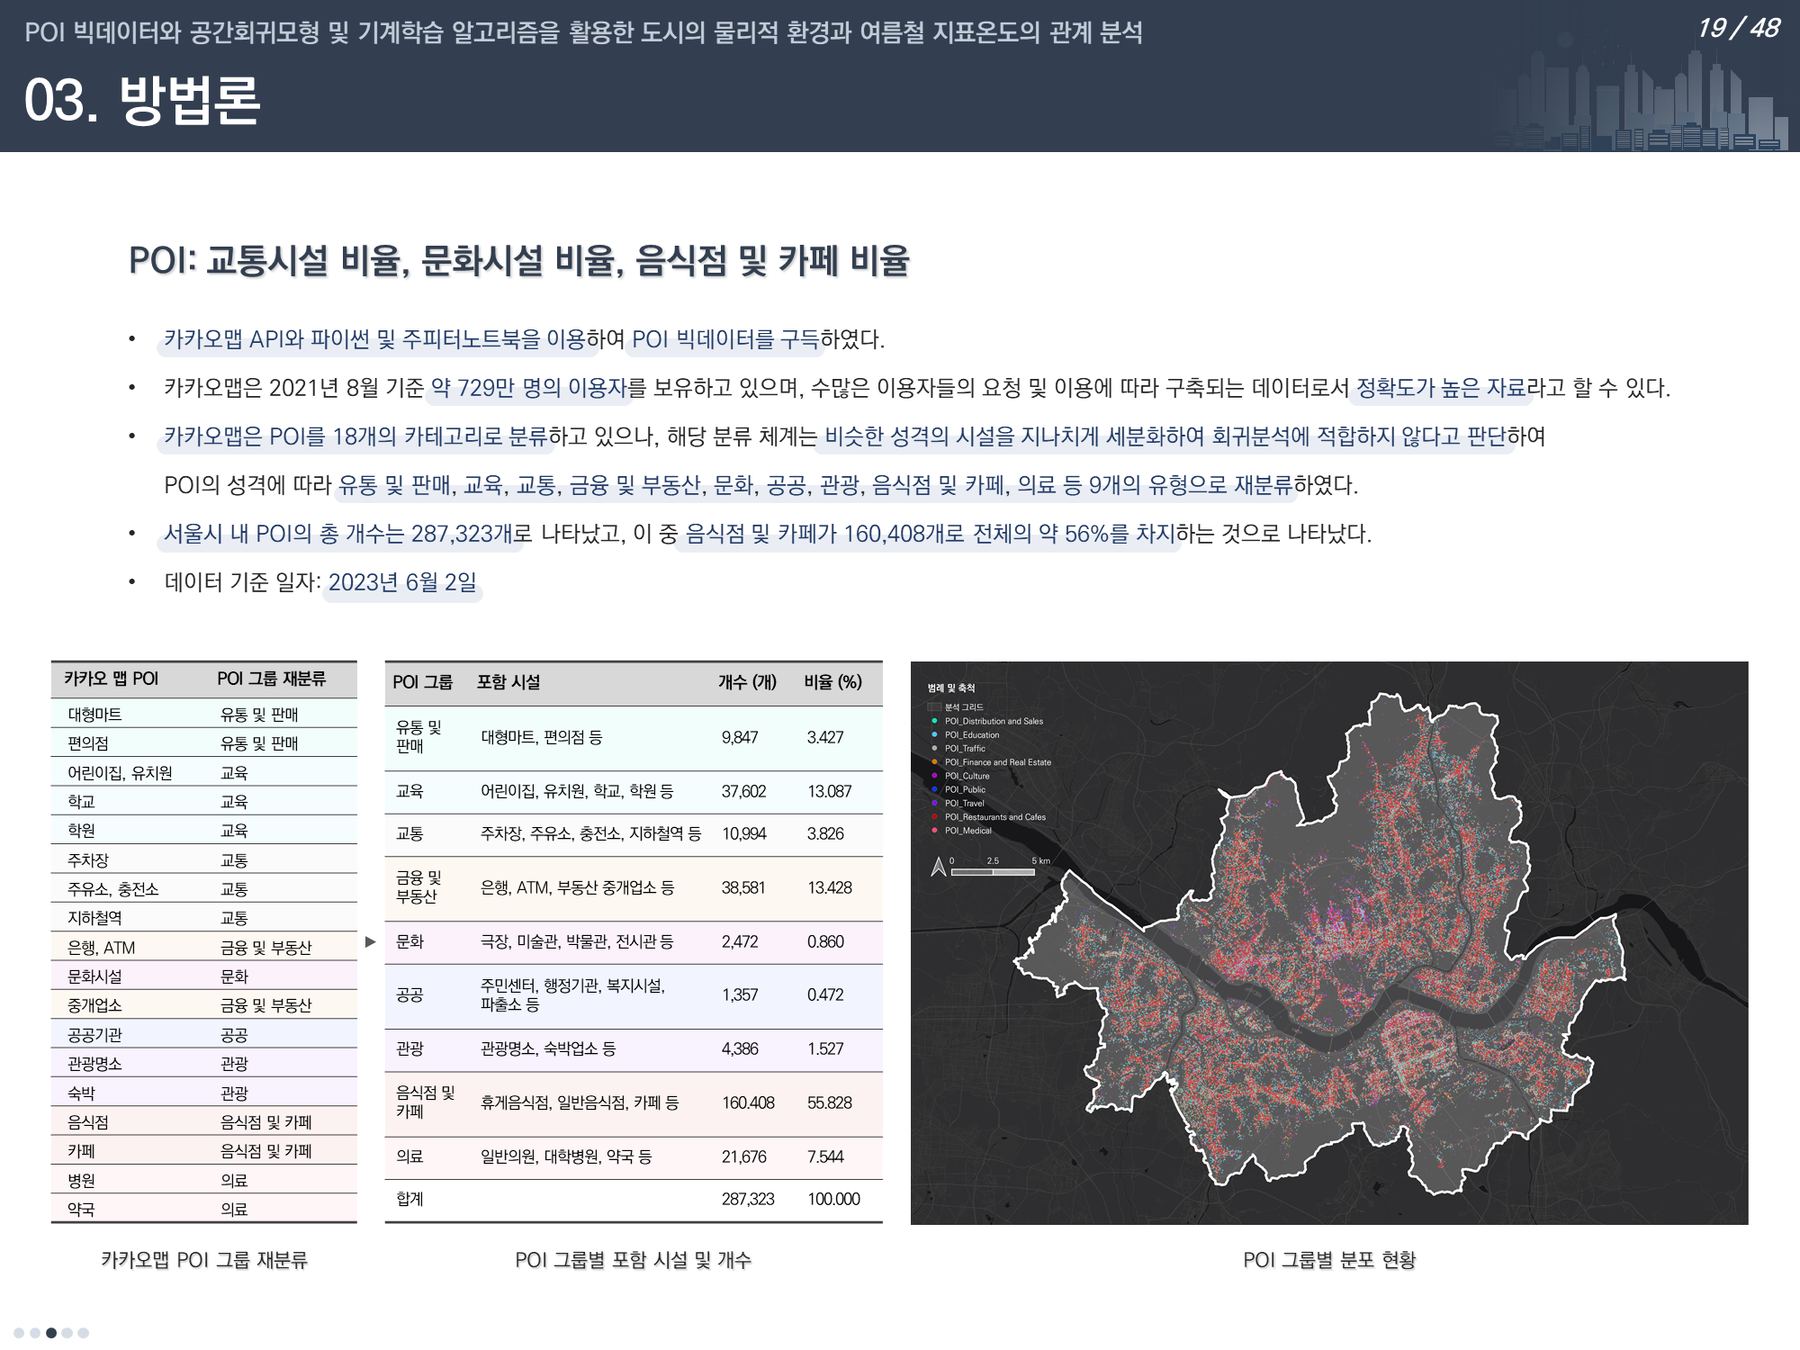 POI 빅데이터와 공간회귀모형 및 기계학습 알고리즘을 활용한 도시의 물리적 환경과 여름철 지표온도의 관계 분석
19 / 48
03. 방법론
POI: 교통시설 비율, 문화시설 비율, 음식점 및 카페 비율
• 카카오맵 API와 파이썬 및 주피터노트북을 이용하여 POI 빅데이터를 구득하였다.
• 카카오맵은 2021년 8월 기준 약 729만 명의 이용자를 보유하고 있으며, 수많은 이용자들의 요청 및 이용에 따라 구축되는 데이터로서 정확도가 높은 자료라고 할 수 있다.
• 카카오맵은 POI를 18개의 카테고리로 분류하고 있으나, 해당 분류 체계는 비슷한 성격의 시설을 지나치게 세분화하여 회귀분석에 적합하지 않다고 판단하여
POI의 성격에 따라 유통 및 판매, 교육, 교통, 금융 및 부동산, 문화, 공공, 관광, 음식점 및 카페, 의료 등 9개의 유형으로 재분류하였다.
• 서울시 내 POI의 총 개수는 287,323개로 나타났고, 이 중 음식점 및 카페가 160,408개로 전체의 약 56%를 차지하는 것으로 나타났다.
• 데이터 기준 일자: 2023년 6월 2일
카카오 맵 POI POI 그룹 재분류
대형마트 유통 및 판매
편의점 유통 및 판매
어린이집, 유치원 교육
학교 교육
학원 교육
주차장 교통
주유소, 충전소 교통
지하철역 교통
은행, ATM 금융 및 부동산
문화시설 문화
중개업소 금융 및 부동산
공공기관 공공
관광명소 관광
숙박 관광
음식점 음식점 및 카페
카페 음식점 및 카페
병원 의료
약국 의료
카카오맵 POI 그룹 재분류
▶
POI 그룹 포함 시설 개수 (개) 비율 (%)
유통 및
판매 대형마트, 편의점 등 9,847 3.427
교육 어린이집, 유치원, 학교, 학원 등 37,602 13.087
교통 주차장, 주유소, 충전소, 지하철역 등 10,994 3.826
금융 및
부동산 은행, ATM, 부동산 중개업소 등 38,581 13.428
문화 극장, 미술관, 박물관, 전시관 등 2,472 0.860
공공 주민센터, 행정기관, 복지시설,
파출소 등 1,357 0.472
관광 관광명소, 숙박업소 등 4,386 1.527
음식점 및
카페 휴게음식점, 일반음식점, 카페 등 160.408 55.828
의료 일반의원, 대학병원, 약국 등 21,676 7.544
합계 287,323 100.000
POI 그룹별 포함 시설 및 개수
범례 및 축척
분석 그리드
POI_Distribution and Sales
POI_Education
POI_Traffic
POI_Finance and Real Estate
POI_Culture
POI_Public
POI_Travel
POI_Restaurants and Cafes
POI_Medical
0 2.5 5 km
POI 그룹별 분포 현황